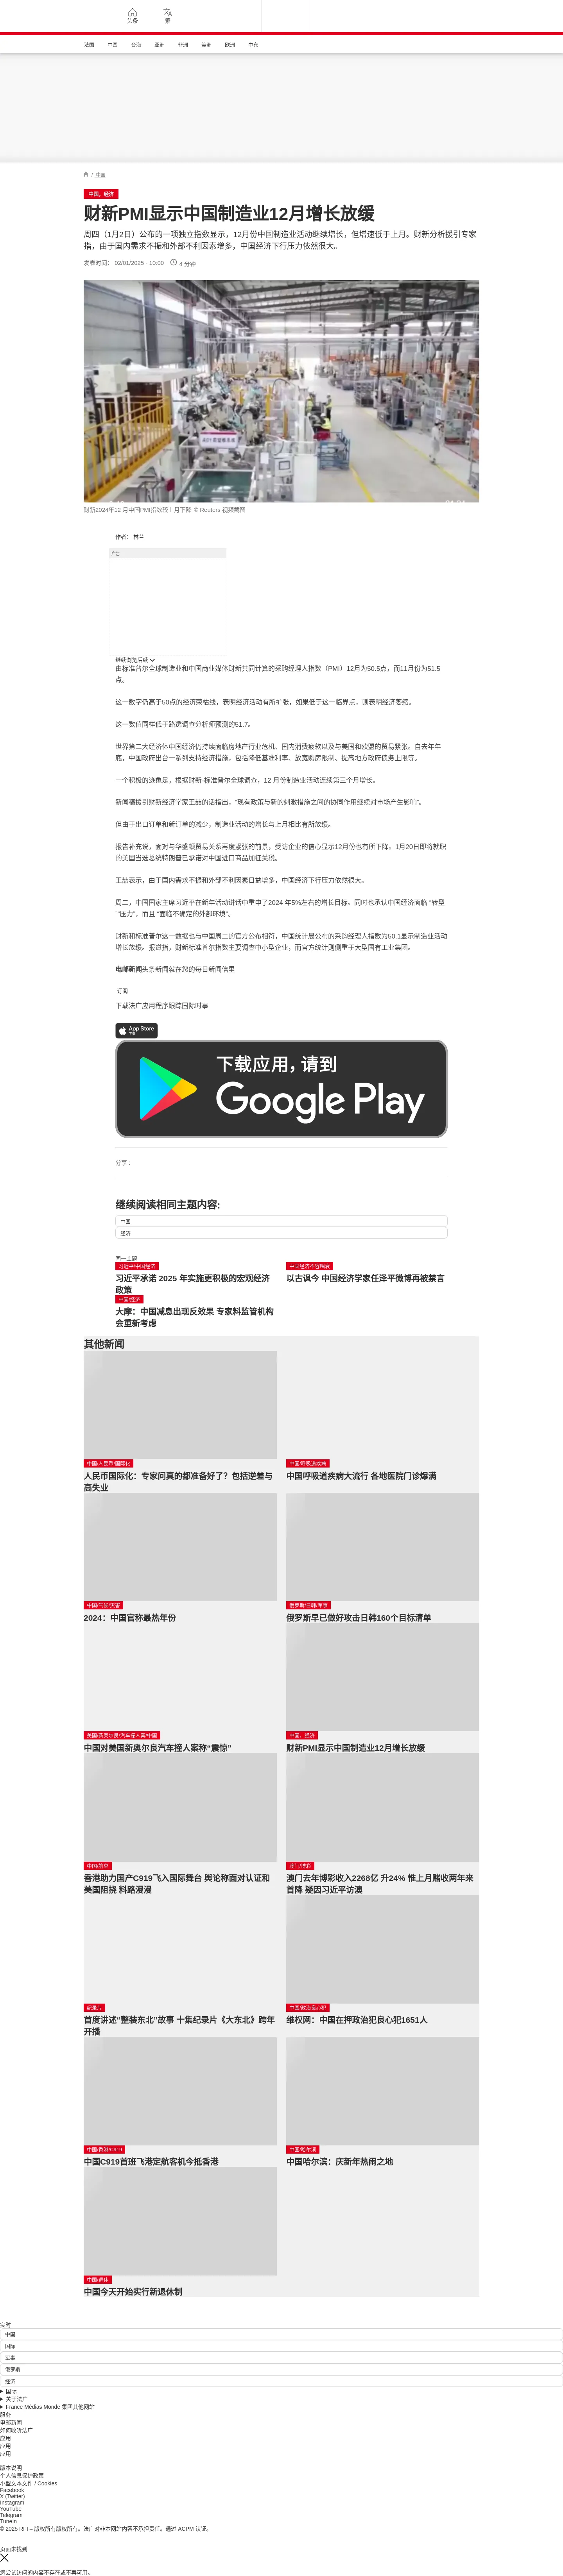 头条
繁
法国
中国
台海
亚洲
非洲
美洲
欧洲
中东
/ 中国
中国，经济
财新PMI显示中国制造业12月增长放缓
周四（1月2日）公布的一项独立指数显示，12月份中国制造业活动继续增长，但增速低于上月。财新分析援引专家
指，由于国内需求不振和外部不利因素增多，中国经济下行压力依然很大。
发表时间： 02/01/2025 - 10:00
4 分钟
财新2024年12 月中国PMI指数较上月下降 © Reuters 视频截图
作者： 林兰
广告
继续浏览后续
由标准普尔全球制造业和中国商业媒体财新共同计算的采购经理人指数（PMI）12月为50.5点，而11月份为51.5
点。
这一数字仍高于50点的经济荣枯线，表明经济活动有所扩张，如果低于这一临界点，则表明经济萎缩。
这一数值同样低于路透调查分析师预测的51.7。
世界第二大经济体中国经济仍持续面临房地产行业危机、国内消费疲软以及与美国和欧盟的贸易紧张。自去年年
底，中国政府出台一系列支持经济措施，包括降低基准利率、放宽购房限制、提高地方政府债务上限等。
一个积极的迹象是，根据财新-标准普尔全球调查，12 月份制造业活动连续第三个月增长。
新闻稿援引财新经济学家王喆的话指出，“现有政策与新的刺激措施之间的协同作用继续对市场产生影响”。
但由于出口订单和新订单的减少，制造业活动的增长与上月相比有所放缓。
报告补充说，面对与华盛顿贸易关系再度紧张的前景，受访企业的信心显示12月份也有所下降。1月20日即将就职
的美国当选总统特朗普已承诺对中国进口商品加征关税。
王喆表示，由于国内需求不振和外部不利因素日益增多，中国经济下行压力依然很大。
周二，中国国家主席习近平在新年活动讲话中重申了2024 年5%左右的增长目标。同时也承认中国经济面临 “转型
”“压力”，而且 “面临不确定的外部环境”。
财新和标准普尔这一数据也与中国周二的官方公布相符，中国统计局公布的采购经理人指数为50.1显示制造业活动
增长放缓。报道指，财新标准普尔指数主要调查中小型企业，而官方统计则侧重于大型国有工业集团。
电邮新闻头条新闻就在您的每日新闻信里
订阅
下载法广应用程序跟踪国际时事
App Store
下载
下载应用，请到
Google Play
分享 :
继续阅读相同主题内容:
中国
经济
同一主题
习近平/中国经济
习近平承诺 2025 年实施更积极的宏观经济
政策
中国经济不容唱衰
以古讽今 中国经济学家任泽平微博再被禁言
中国/经济
大摩：中国减息出现反效果 专家料监管机构
会重新考虑
其他新闻
中国/人民币/国际化
人民币国际化：专家问真的都准备好了？包括逆差与
高失业
中国/呼吸道疾病
中国呼吸道疾病大流行 各地医院门诊爆满
中国/气候/灾害
2024：中国官称最热年份
俄罗斯/日韩/军事
俄罗斯早已做好攻击日韩160个目标清单
美国/新奥尔良/汽车撞人案/中国
中国对美国新奥尔良汽车撞人案称“震惊”
中国，经济
财新PMI显示中国制造业12月增长放缓
中国/航空
香港助力国产C919飞入国际舞台 舆论称面对认证和
美国阻挠 料路漫漫
澳门/博彩
澳门去年博彩收入2268亿 升24% 惟上月赌收两年来
首降 疑因习近平访澳
纪录片
首度讲述“整装东北”故事 十集纪录片《大东北》跨年
开播
中国/政治良心犯
维权网：中国在押政治犯良心犯1651人
中国/香港/C919
中国C919首班飞港定航客机今抵香港
中国/哈尔滨
中国哈尔滨：庆新年热闹之地
中国/退休
中国今天开始实行新退休制
实时
中国
国际
军事
俄罗斯
经济
国际
关于法广
France Médias Monde 集团其他网站
服务
电邮新闻
如何收听法广
应用
应用
应用
版本说明
个人信息保护政策
小型文本文件 / Cookies
Facebook
X (Twitter)
Instagram
YouTube
Telegram
TuneIn
© 2025 RFI – 版权所有版权所有。法广对非本网站内容不承担责任。通过 ACPM 认证。
页面未找到
您尝试访问的内容不存在或不再可用。